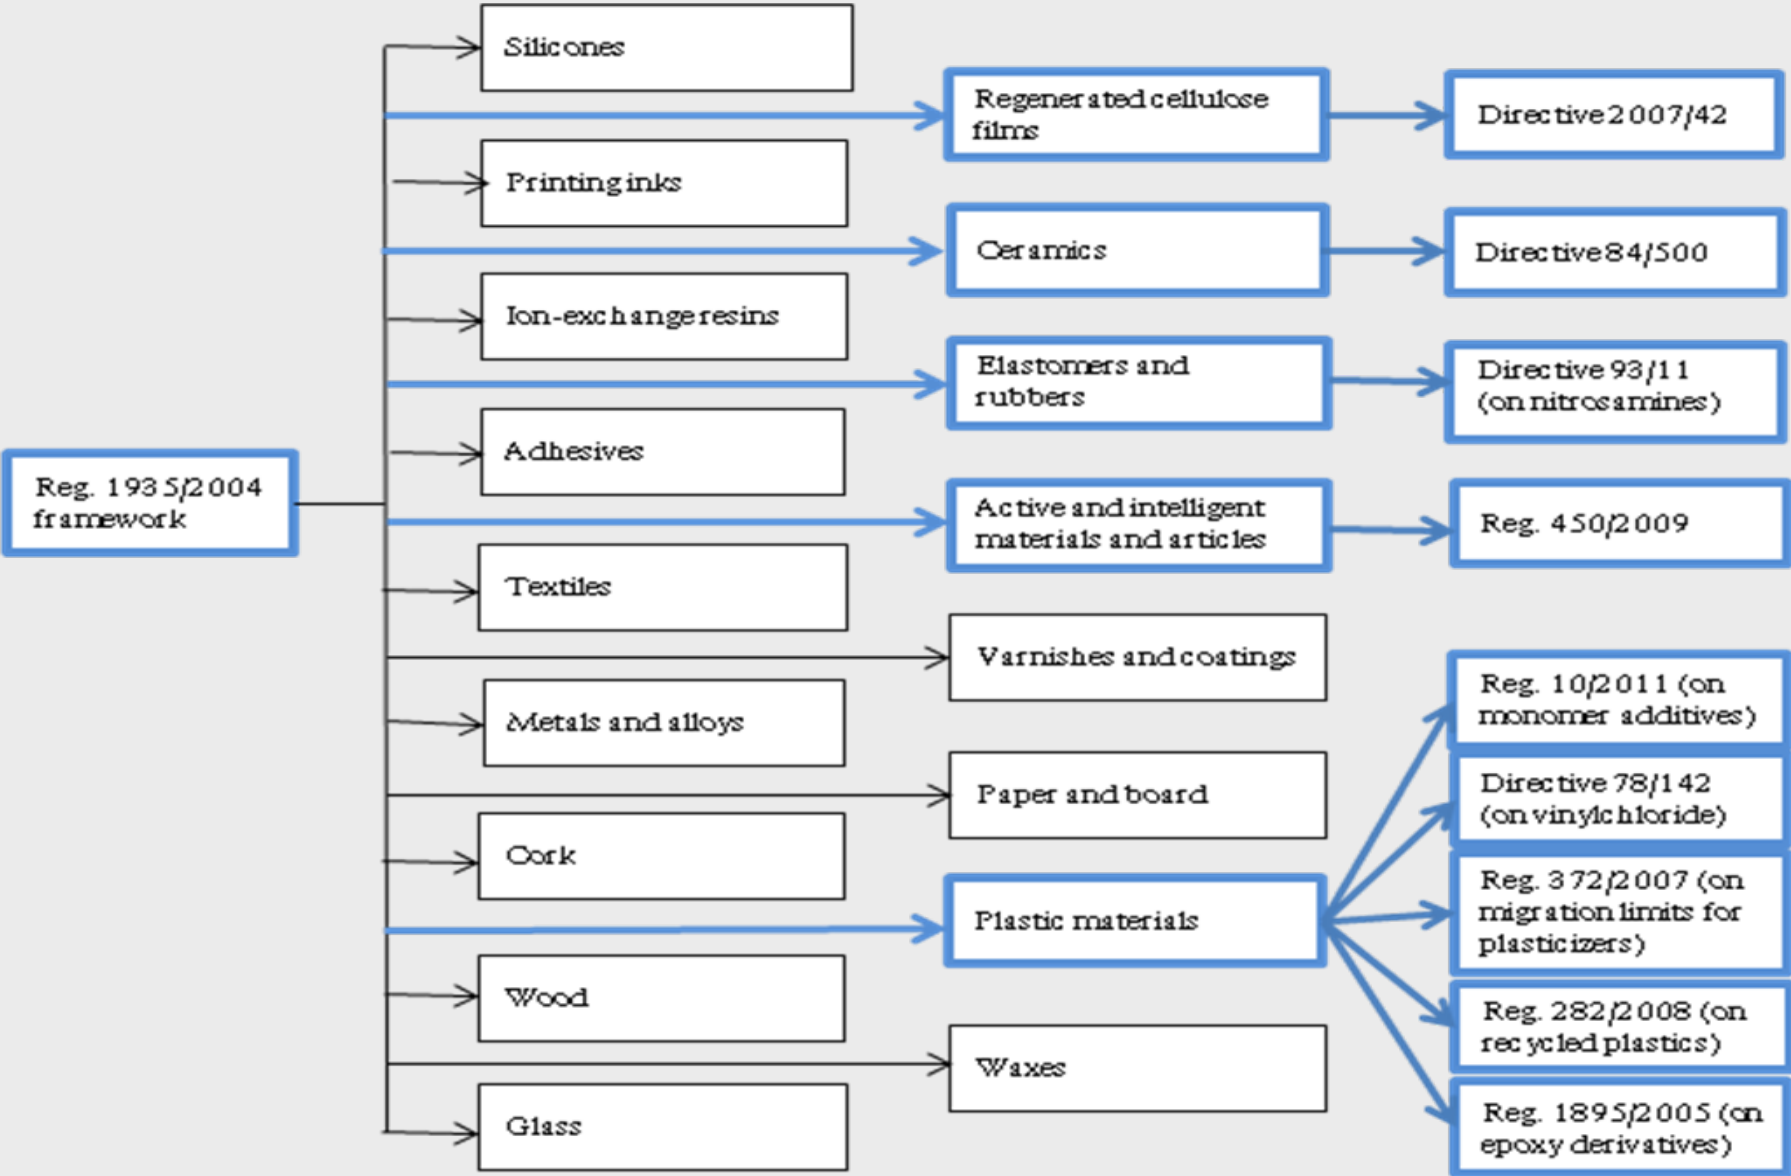 Silicones
Regenerated cellulose
films
Directive 2007/42
Printing inks
Ceramics
Directive 84/500
Ion-exchange resins
Elastomers and
rubbers
Directive 93/11
(on nitrosamines)
Adhesives
Reg. 1935/2004
framework
Active and intelligent
materials and articles
Reg. 450/2009
Textiles
Varnishes and coatings
Reg. 10/2011 (on
monomer additives)
Metals and alloys
Paper and board
Directive 78/142
(on vinylchloride)
Cork
Plastic materials
Reg. 372/2007 (on
migration limits for
plasticizers)
Wood
Reg. 282/2008 (on
recycled plastics)
Waxes
Glass
Reg. 1895/2005 (on
epoxy derivatives)